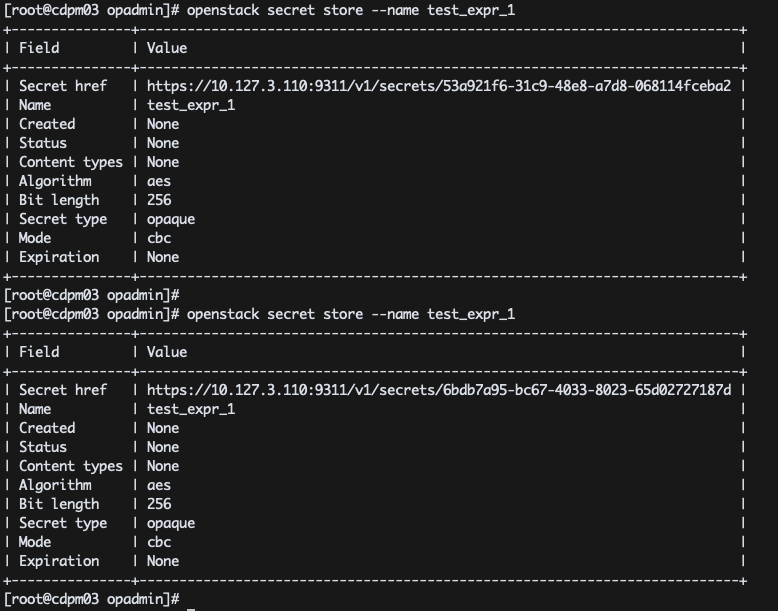 [root@cdpm03 opadmin]# openstack secret store --name test_expr_1
+---------------+------------------------------------------------------------------------+
| Field | Value |
+---------------+------------------------------------------------------------------------+
| Secret href | https://10.127.3.110:9311/v1/secrets/53a921f6-31c9-48e8-a7d8-068114fceba2 |
| Name | test_expr_1 |
| Created | None |
| Status | None |
| Content types | None |
| Algorithm | aes |
| Bit length | 256 |
| Secret type | opaque |
| Mode | cbc |
| Expiration | None |
+---------------+------------------------------------------------------------------------+
[root@cdpm03 opadmin]#
[root@cdpm03 opadmin]# openstack secret store --name test_expr_1
+---------------+------------------------------------------------------------------------+
| Field | Value |
+---------------+------------------------------------------------------------------------+
| Secret href | https://10.127.3.110:9311/v1/secrets/6bdb7a95-bc67-4033-8023-65d02727187d |
| Name | test_expr_1 |
| Created | None |
| Status | None |
| Content types | None |
| Algorithm | aes |
| Bit length | 256 |
| Secret type | opaque |
| Mode | cbc |
| Expiration | None |
+---------------+------------------------------------------------------------------------+
[root@cdpm03 opadmin]#